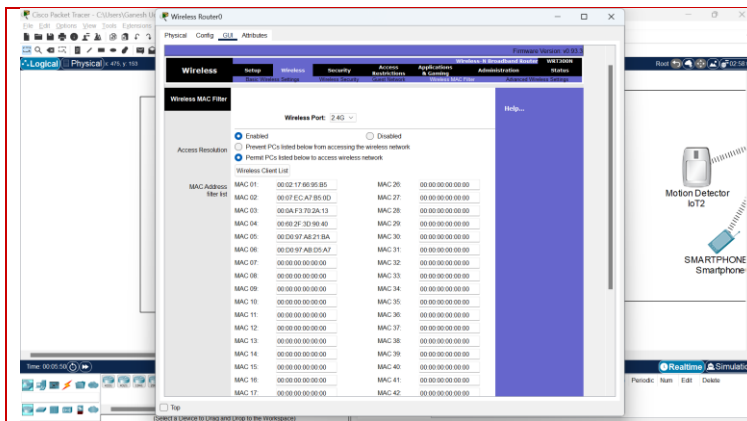 Cisco Packet Tracer - C:\Users\Ganesh U
Wireless Router0
File Edit Options View Tools Extensions
Physical Config GUI Attributes
Logical Physical x: 475, y: 153
Root
Firmware Version: v0.93.3
Wireless-N Broadband Router WRT300N
Wireless
Setup Wireless Security Access Restrictions Applications & Gaming Administration Status
Basic Wireless Settings Wireless Security Guest Network Wireless MAC Filter Advanced Wireless Settings
Wireless MAC Filter
Help...
Wireless Port: 2.4G
Enabled Disabled
Access Resolution
Prevent PCs listed below from accessing the wireless network
Permit PCs listed below to access wireless network
Wireless Client List
MAC Address filter list
MAC 01: 00:02:17:66:95:B5 MAC 26: 00:00:00:00:00:00
MAC 02: 00:07:EC:A7:B5:0D MAC 27: 00:00:00:00:00:00
MAC 03: 00:0A:F3:70:2A:13 MAC 28: 00:00:00:00:00:00
MAC 04: 00:60:2F:3D:90:40 MAC 29: 00:00:00:00:00:00
MAC 05: 00:D0:97:A8:21:BA MAC 30: 00:00:00:00:00:00
MAC 06: 00:D0:97:AB:D5:A7 MAC 31: 00:00:00:00:00:00
MAC 07: 00:00:00:00:00:00 MAC 32: 00:00:00:00:00:00
MAC 08: 00:00:00:00:00:00 MAC 33: 00:00:00:00:00:00
MAC 09: 00:00:00:00:00:00 MAC 34: 00:00:00:00:00:00
MAC 10: 00:00:00:00:00:00 MAC 35: 00:00:00:00:00:00
MAC 11: 00:00:00:00:00:00 MAC 36: 00:00:00:00:00:00
MAC 12: 00:00:00:00:00:00 MAC 37: 00:00:00:00:00:00
MAC 13: 00:00:00:00:00:00 MAC 38: 00:00:00:00:00:00
MAC 14: 00:00:00:00:00:00 MAC 39: 00:00:00:00:00:00
MAC 15: 00:00:00:00:00:00 MAC 40: 00:00:00:00:00:00
MAC 16: 00:00:00:00:00:00 MAC 41: 00:00:00:00:00:00
MAC 17: 00:00:00:00:00:00 MAC 42: 00:00:00:00:00:00
Motion Detector
IoT2
SMARTPHONE
Smartphone
Time: 00:05:50
Realtime Simulatio
Periodic Num Edit Delete
Top
(Select a Device to Drag and Drop to the Workspace)